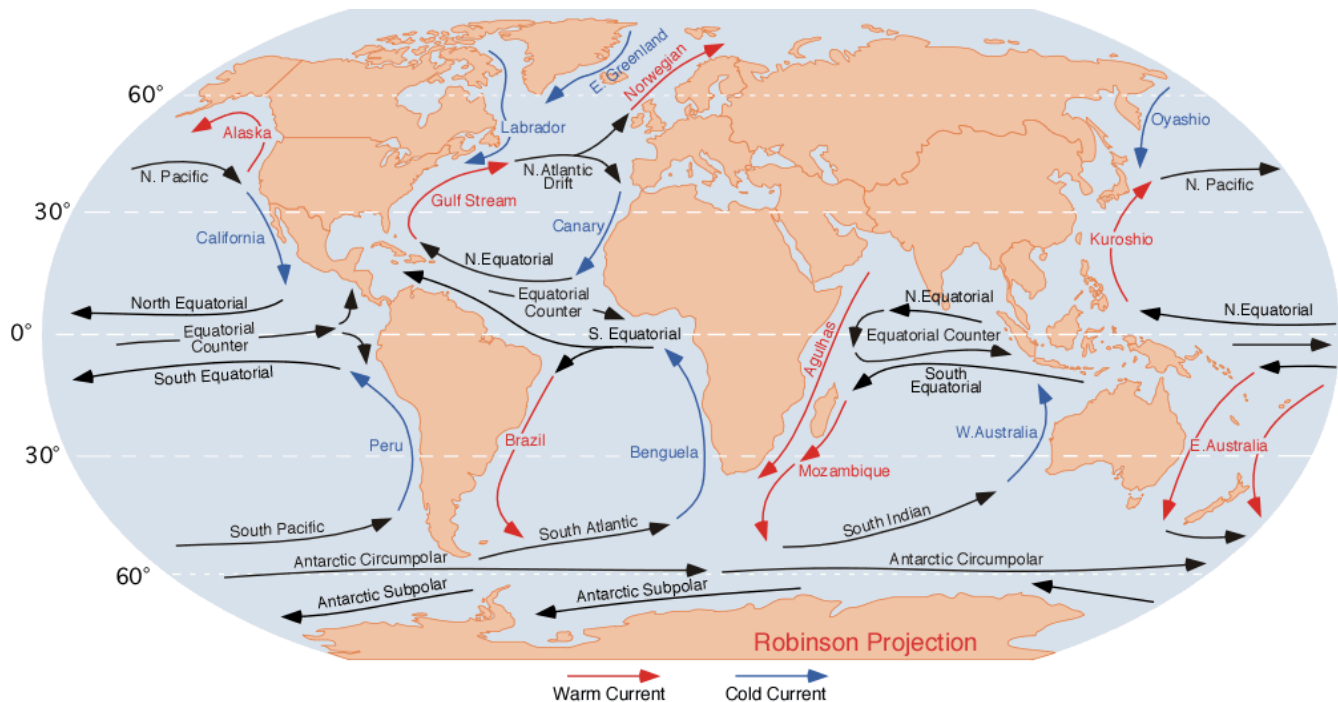 E. Greenland
Norwegian
60°
Alaska
Labrador
Oyashio
N. Pacific
N. Atlantic
Drift
N. Pacific
Gulf Stream
30°
California
Canary
Kuroshio
N.Equatorial
North Equatorial
Equatorial
Counter
N.Equatorial
N.Equatorial
0°
Equatorial
Counter
S. Equatorial
Equatorial Counter
Agulhas
South Equatorial
South
Equatorial
Peru
Brazil
Benguela
W.Australia
E.Australia
30°
Mozambique
South Pacific
South Atlantic
South Indian
Antarctic Circumpolar
Antarctic Circumpolar
60°
Antarctic Subpolar
Antarctic Subpolar
Robinson Projection
Warm Current
Cold Current